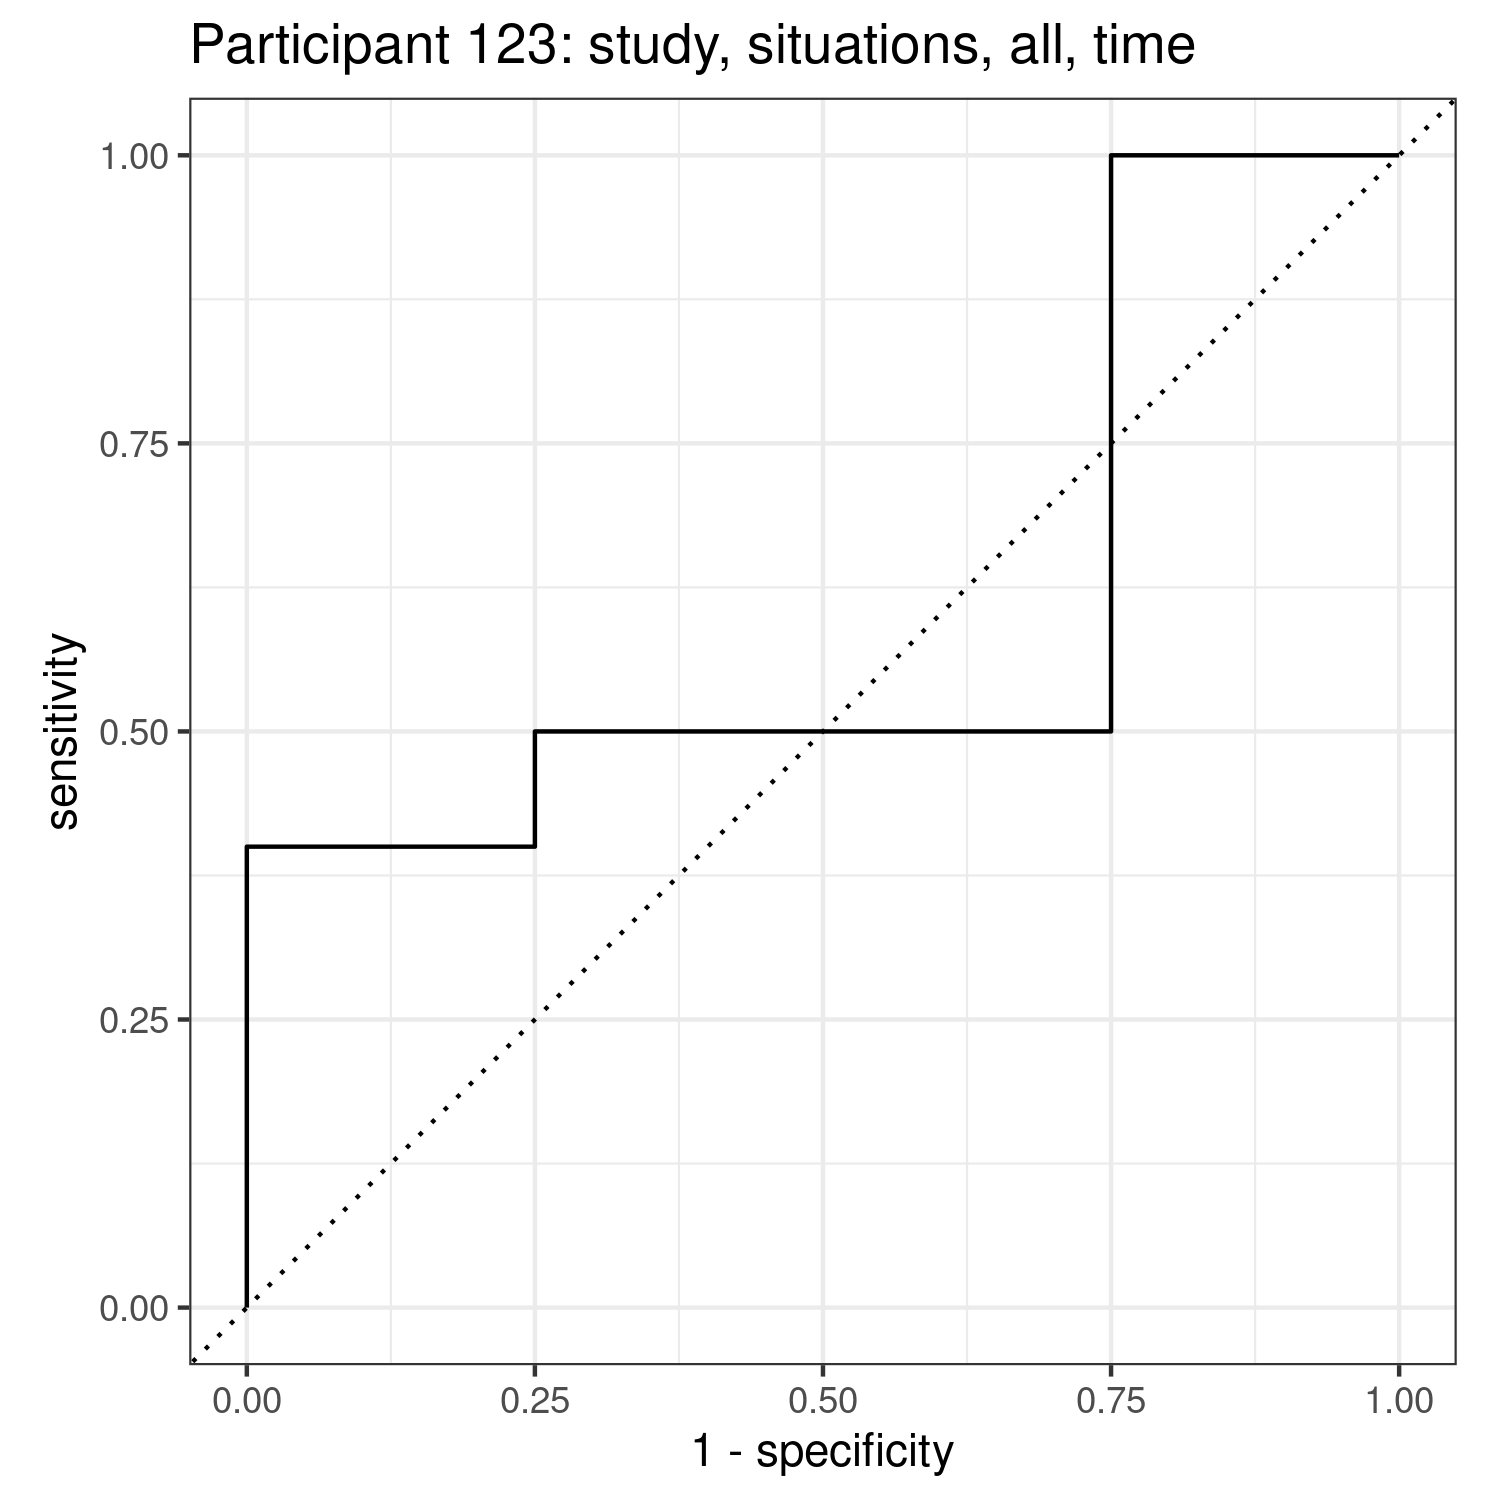 Participant 123: study, situations, all, time
1.00
0.75
0.50
0.25
0.00
sensitivity
0.00 0.25 0.50 0.75 1.00
1 - specificity